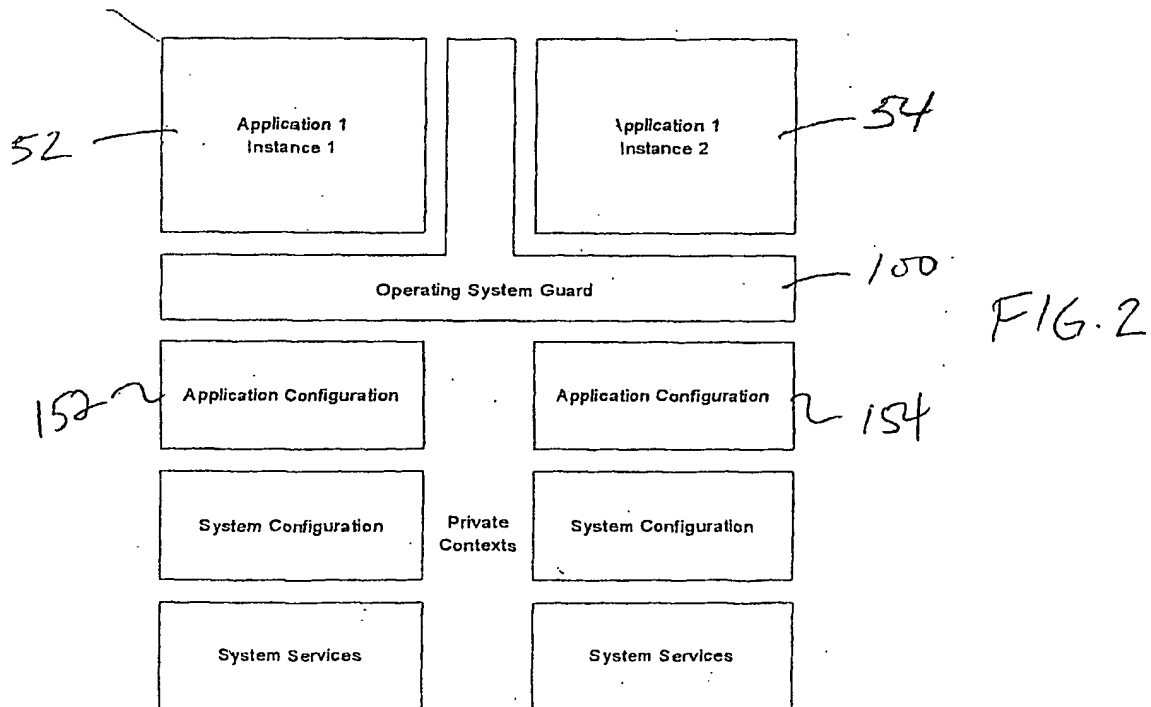 52
Application 1
Instance 1
Application 1
Instance 2
54
Operating System Guard
100
FIG. 2
152
Application Configuration
Application Configuration
154
System Configuration
Private
Contexts
System Configuration
System Services
System Services